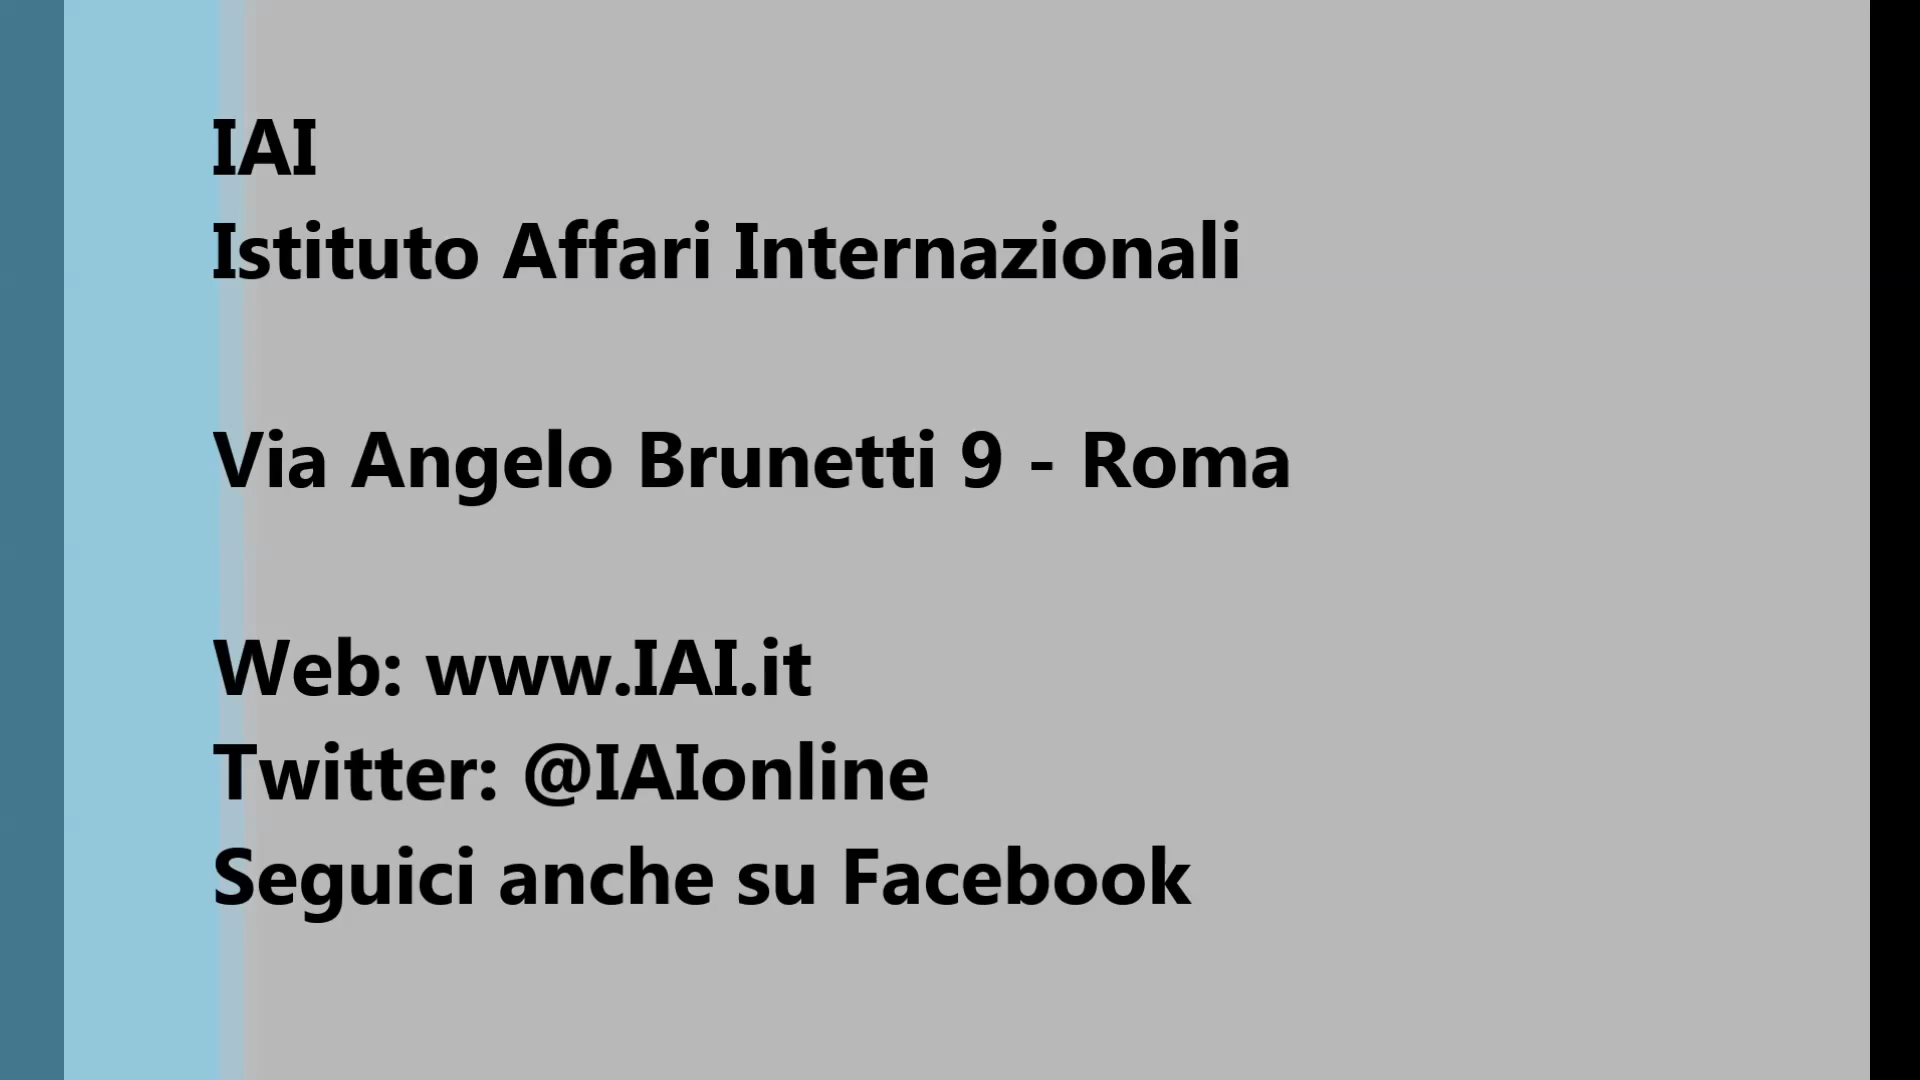 IAI
Istituto Affari Internazionali
Via Angelo Brunetti 9 - Roma
Web: www.IAI.it
Twitter: @IAIonline
Seguici anche su Facebook